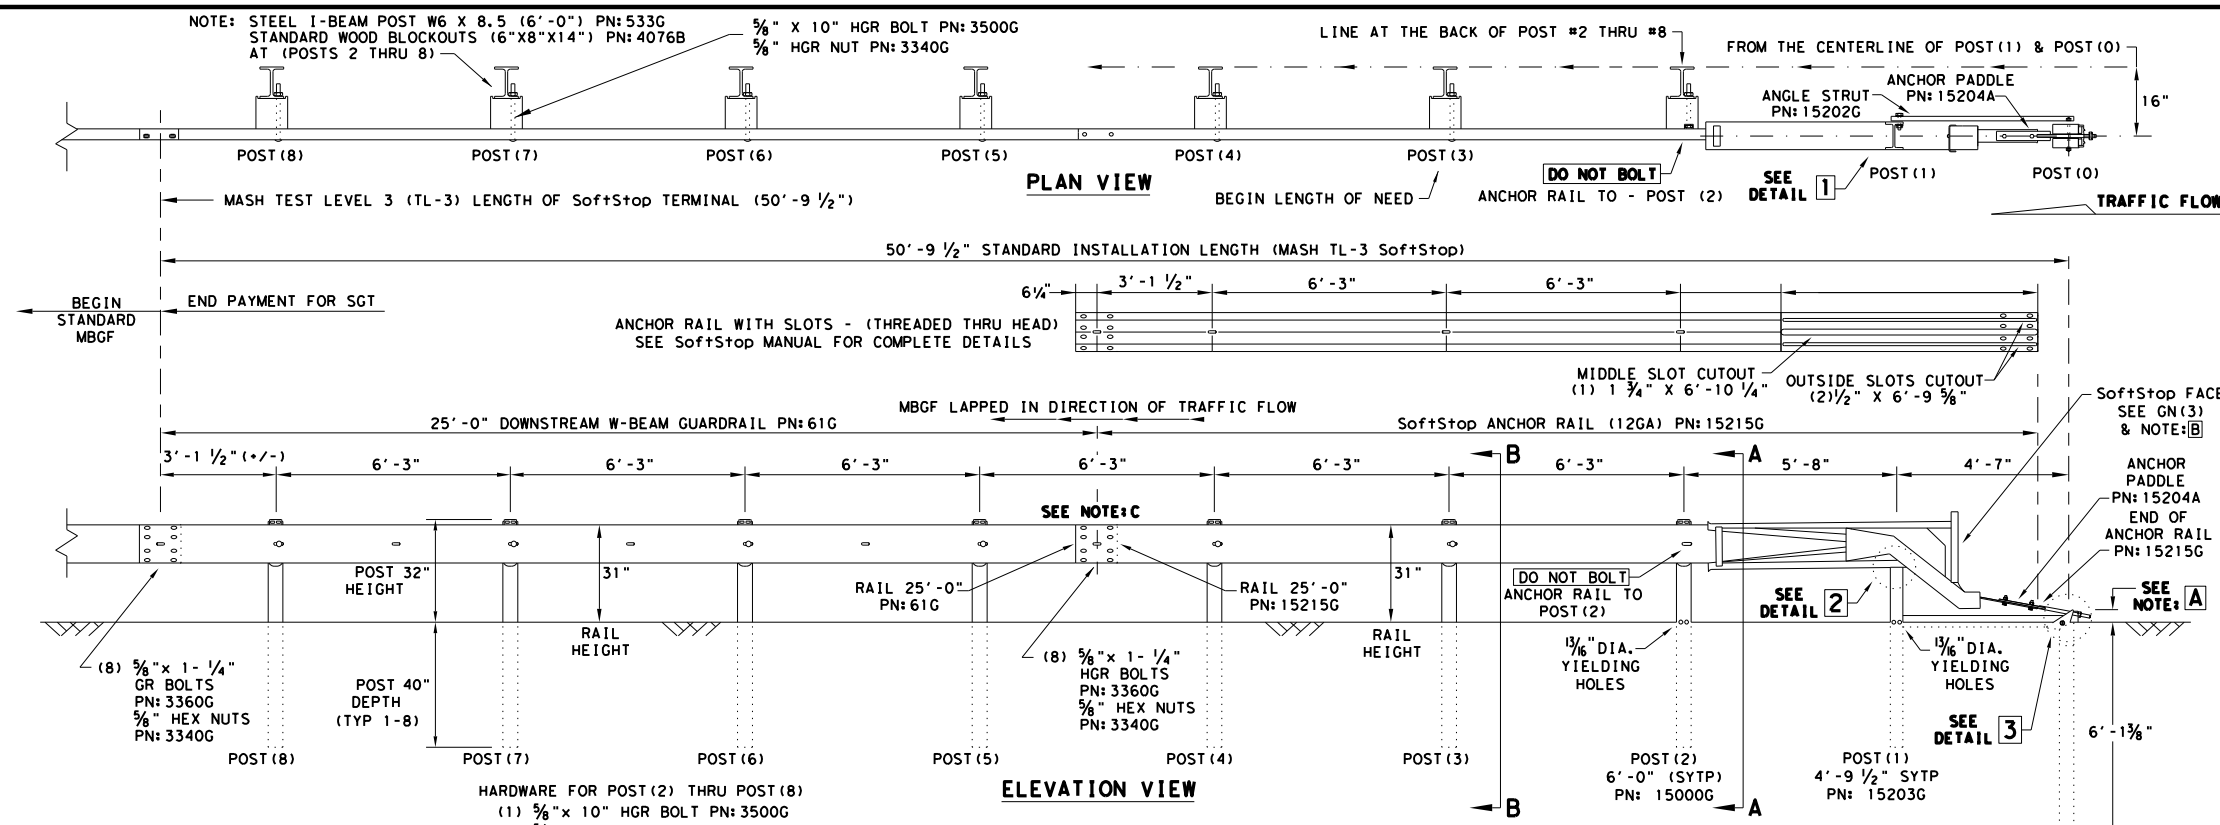 NOTE: STEEL I-BEAM POST W6 X 8.5 (6'-0") PN:533G
STANDARD WOOD BLOCKOUTS (6"X8"X14") PN:4076B
AT (POSTS 2 THRU 8)
5/8" X 10" HGR BOLT PN:3500G
5/8" HGR NUT PN:3340G
LINE AT THE BACK OF POST #2 THRU #8
FROM THE CENTERLINE OF POST(1) & POST(0)
ANCHOR PADDLE
PN:15204A
ANGLE STRUT
PN:15202G
16"
POST(8)
POST(7)
POST(6)
POST(5)
POST(4)
POST(3)
POST(1)
POST(0)
PLAN VIEW
DO NOT BOLT
ANCHOR RAIL TO - POST (2)
SEE
DETAIL 1
BEGIN LENGTH OF NEED
MASH TEST LEVEL 3 (TL-3) LENGTH OF SoftStop TERMINAL (50'-9 1/2")
TRAFFIC FLOW
50'-9 1/2" STANDARD INSTALLATION LENGTH (MASH TL-3 SoftStop)
BEGIN
STANDARD
MBGF
END PAYMENT FOR SGT
6 1/4"
3'-1 1/2"
6'-3"
6'-3"
ANCHOR RAIL WITH SLOTS - (THREADED THRU HEAD)
SEE SoftStop MANUAL FOR COMPLETE DETAILS
MIDDLE SLOT CUTOUT
(1) 1 3/4" X 6'-10 1/4"
OUTSIDE SLOTS CUTOUT
(2)1/2" X 6'-9 5/8"
SoftStop FACE
SEE GN(3)
& NOTE:B
MBGF LAPPED IN DIRECTION OF TRAFFIC FLOW
25'-0" DOWNSTREAM W-BEAM GUARDRAIL PN:61G
SoftStop ANCHOR RAIL (12GA) PN:15215G
3'-1 1/2"(+/-)
6'-3"
6'-3"
6'-3"
6'-3"
6'-3"
6'-3"
5'-8"
4'-7"
B
A
ANCHOR
PADDLE
PN:15204A
END OF
ANCHOR RAIL
PN:15215G
SEE NOTE:C
POST 32"
HEIGHT
31"
RAIL
HEIGHT
RAIL 25'-0"
PN:61G
RAIL 25'-0"
PN:15215G
31"
RAIL
HEIGHT
DO NOT BOLT
ANCHOR RAIL TO
POST(2)
SEE
DETAIL 2
SEE
NOTE: A
(8) 5/8"x 1- 1/4"
GR BOLTS
PN:3360G
5/8" HEX NUTS
PN:3340G
POST 40"
DEPTH
(TYP 1-8)
(8) 5/8"x 1- 1/4"
HGR BOLTS
PN:3360G
5/8" HEX NUTS
PN:3340G
13/16" DIA.
YIELDING
HOLES
13/16" DIA.
YIELDING
HOLES
SEE
DETAIL 3
6'-1 3/8"
POST(8)
POST(7)
POST(6)
POST(5)
POST(4)
POST(3)
POST(2)
6'-0" (SYTP)
PN: 15000G
POST(1)
4'-9 1/2" SYTP
PN: 15203G
HARDWARE FOR POST(2) THRU POST(8)
(1) 5/8"x 10" HGR BOLT PN:3500G
ELEVATION VIEW
B
A